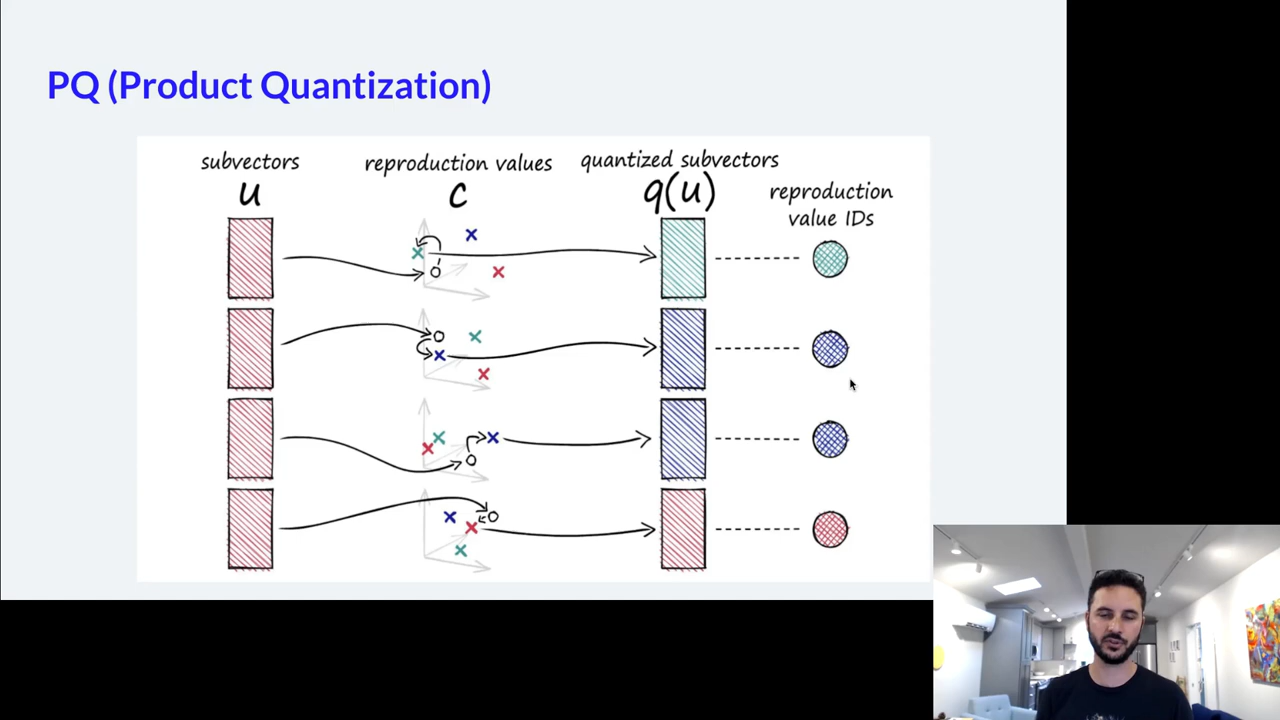 PQ (Product Quantization)
subvectors
u
reproduction values
c
quantized subvectors
q(u)
reproduction
value IDs